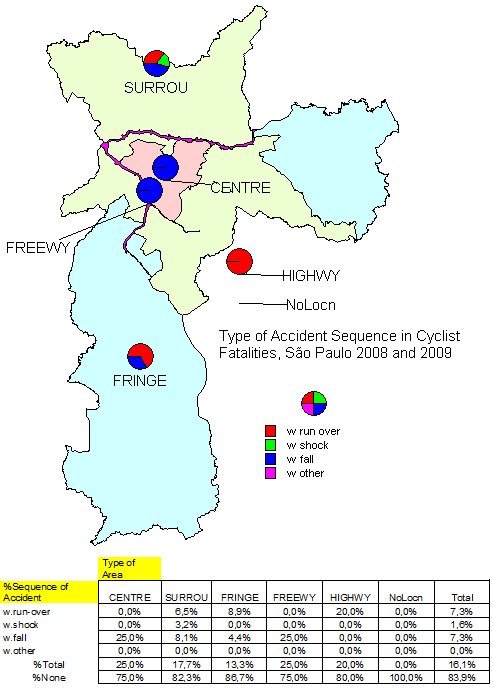 SURROU
CENTRE
FREEWY
HIGHWY
NoLocn
Type of Accident Sequence in Cyclist
Fatalities, São Paulo 2008 and 2009
FRINGE
w run over
w shock
w fall
w other
Type of
Area
%Sequence of
Accident CENTRE SURROU FRINGE FREEWY HIGHWY NoLocn Total
w.run-over 0,0% 6,5% 8,9% 0,0% 20,0% 0,0% 7,3%
w.shock 0,0% 3,2% 0,0% 0,0% 0,0% 0,0% 1,6%
w.fall 25,0% 8,1% 4,4% 25,0% 0,0% 0,0% 7,3%
w.other 0,0% 0,0% 0,0% 0,0% 0,0% 0,0% 0,0%
%Total 25,0% 17,7% 13,3% 25,0% 20,0% 0,0% 16,1%
%None 75,0% 82,3% 86,7% 75,0% 80,0% 100,0% 83,9%